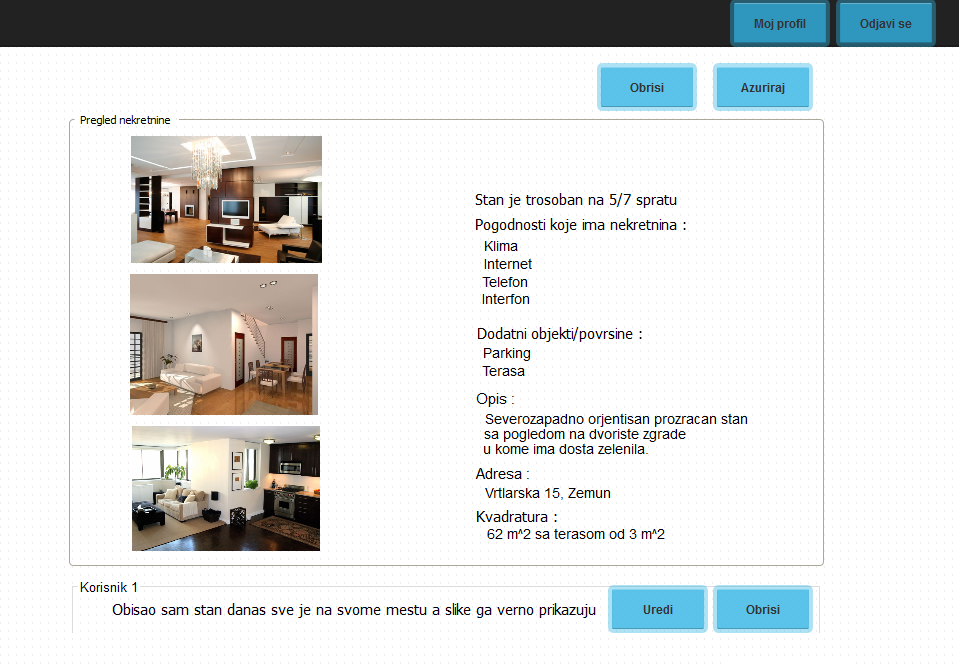 Moj profil
Odjavi se
Obrisi
Azuriraj
Pregled nekretnine
Stan je trosoban na 5/7 spratu
Pogodnosti koje ima nekretnina :
Klima
Internet
Telefon
Interfon
Dodatni objekti/povrsine :
Parking
Terasa
Opis :
Severozapadno orjentisan prozracan stan
sa pogledom na dvoriste zgrade
u kome ima dosta zelenila.
Adresa :
Vrtlarska 15, Zemun
Kvadratura :
62 m^2 sa terasom od 3 m^2
Korisnik 1
Obisao sam stan danas sve je na svome mestu a slike ga verno prikazuju
Uredi
Obrisi